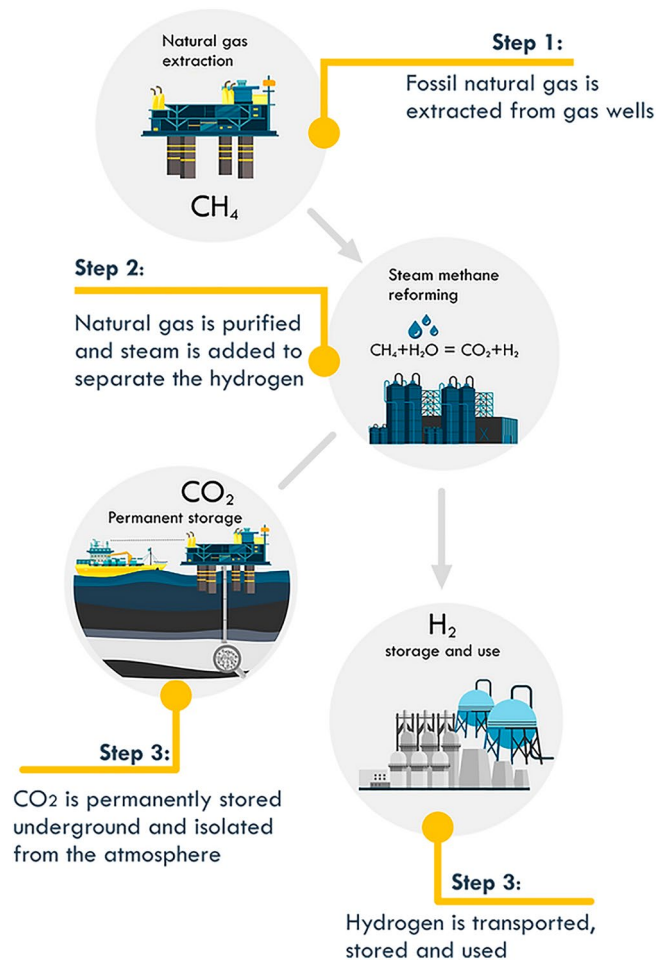 Natural gas
extraction
CH₄
Step 1:
Fossil natural gas is
extracted from gas wells
Step 2:
Natural gas is purified
and steam is added to
separate the hydrogen
Steam methane
reforming
CH₄+H₂O = CO₂+H₂
CO₂
Permanent storage
Step 3:
CO2 is permanently stored
underground and isolated
from the atmosphere
H₂
storage and use
Step 3:
Hydrogen is transported,
stored and used